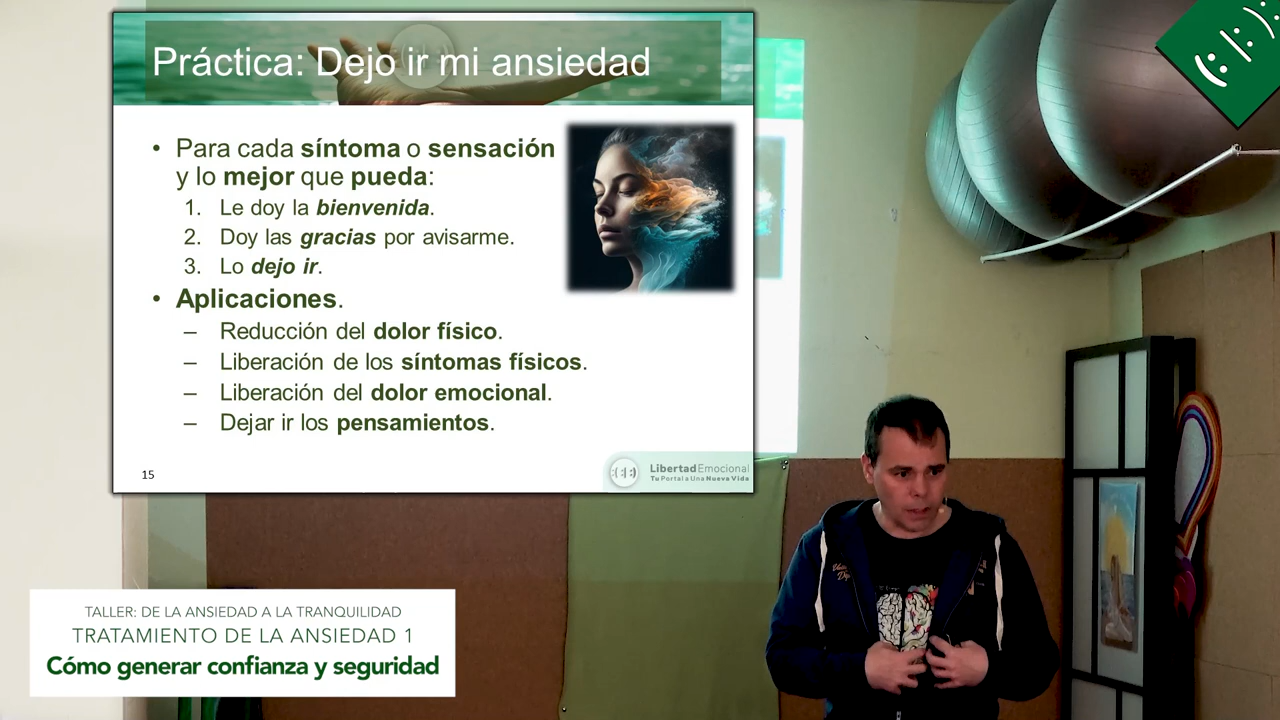 Práctica: Dejo ir mi ansiedad
• Para cada síntoma o sensación
y lo mejor que pueda:
1. Le doy la bienvenida.
2. Doy las gracias por avisarme.
3. Lo dejo ir.
• Aplicaciones.
– Reducción del dolor físico.
– Liberación de los síntomas físicos.
– Liberación del dolor emocional.
– Dejar ir los pensamientos.
15
LibertadEmocional
Tu Portal a Una Nueva Vida
TALLER: DE LA ANSIEDAD A LA TRANQUILIDAD
TRATAMIENTO DE LA ANSIEDAD 1
Cómo generar confianza y seguridad